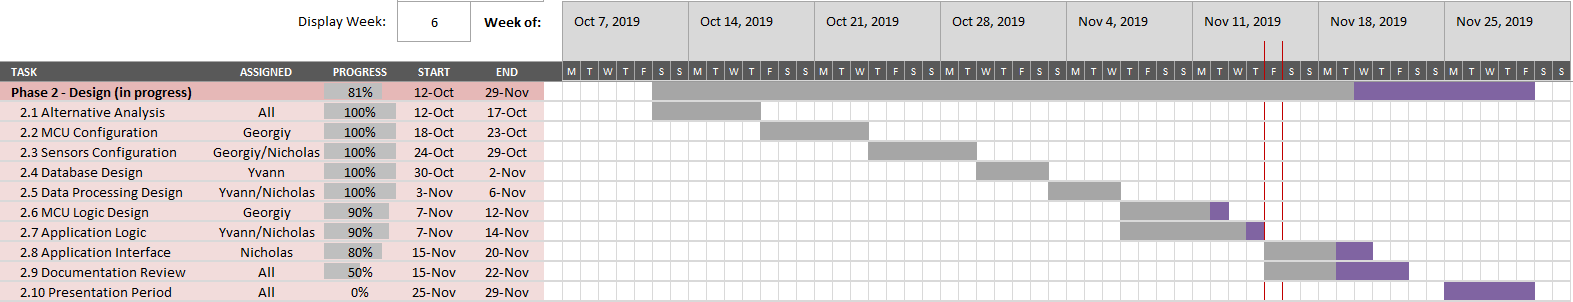 Display Week: 6 Week of: Oct 7, 2019 Oct 14, 2019 Oct 21, 2019 Oct 28, 2019 Nov 4, 2019 Nov 11, 2019 Nov 18, 2019 Nov 25, 2019
TASK ASSIGNED PROGRESS START END M T W T F S S M T W T F S S M T W T F S S M T W T F S S M T W T F S S M T W T F S S M T W T F S S M T W T F S S
Phase 2 - Design (in progress) 81% 12-Oct 29-Nov
2.1 Alternative Analysis All 100% 12-Oct 17-Oct
2.2 MCU Configuration Georgiy 100% 18-Oct 23-Oct
2.3 Sensors Configuration Georgiy/Nicholas 100% 24-Oct 29-Oct
2.4 Database Design Yvann 100% 30-Oct 2-Nov
2.5 Data Processing Design Yvann/Nicholas 100% 3-Nov 6-Nov
2.6 MCU Logic Design Georgiy 90% 7-Nov 12-Nov
2.7 Application Logic Yvann/Nicholas 90% 7-Nov 14-Nov
2.8 Application Interface Nicholas 80% 15-Nov 20-Nov
2.9 Documentation Review All 50% 15-Nov 22-Nov
2.10 Presentation Period All 0% 25-Nov 29-Nov